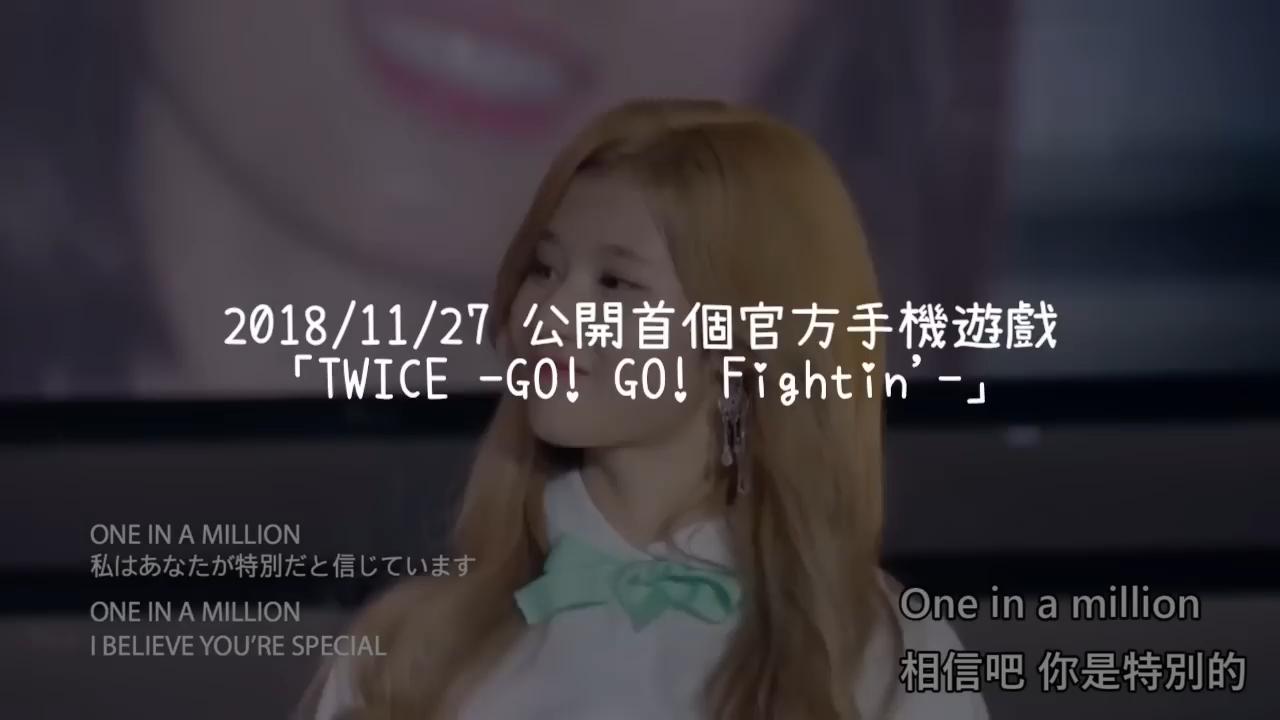 2018/11/27 公開首個官方手機遊戲
「TWICE -GO! GO! Fightin'-」
ONE IN A MILLION
私はあなたが特別だと信じています
ONE IN A MILLION
I BELIEVE YOU'RE SPECIAL
One in a million
相信吧 你是特別的